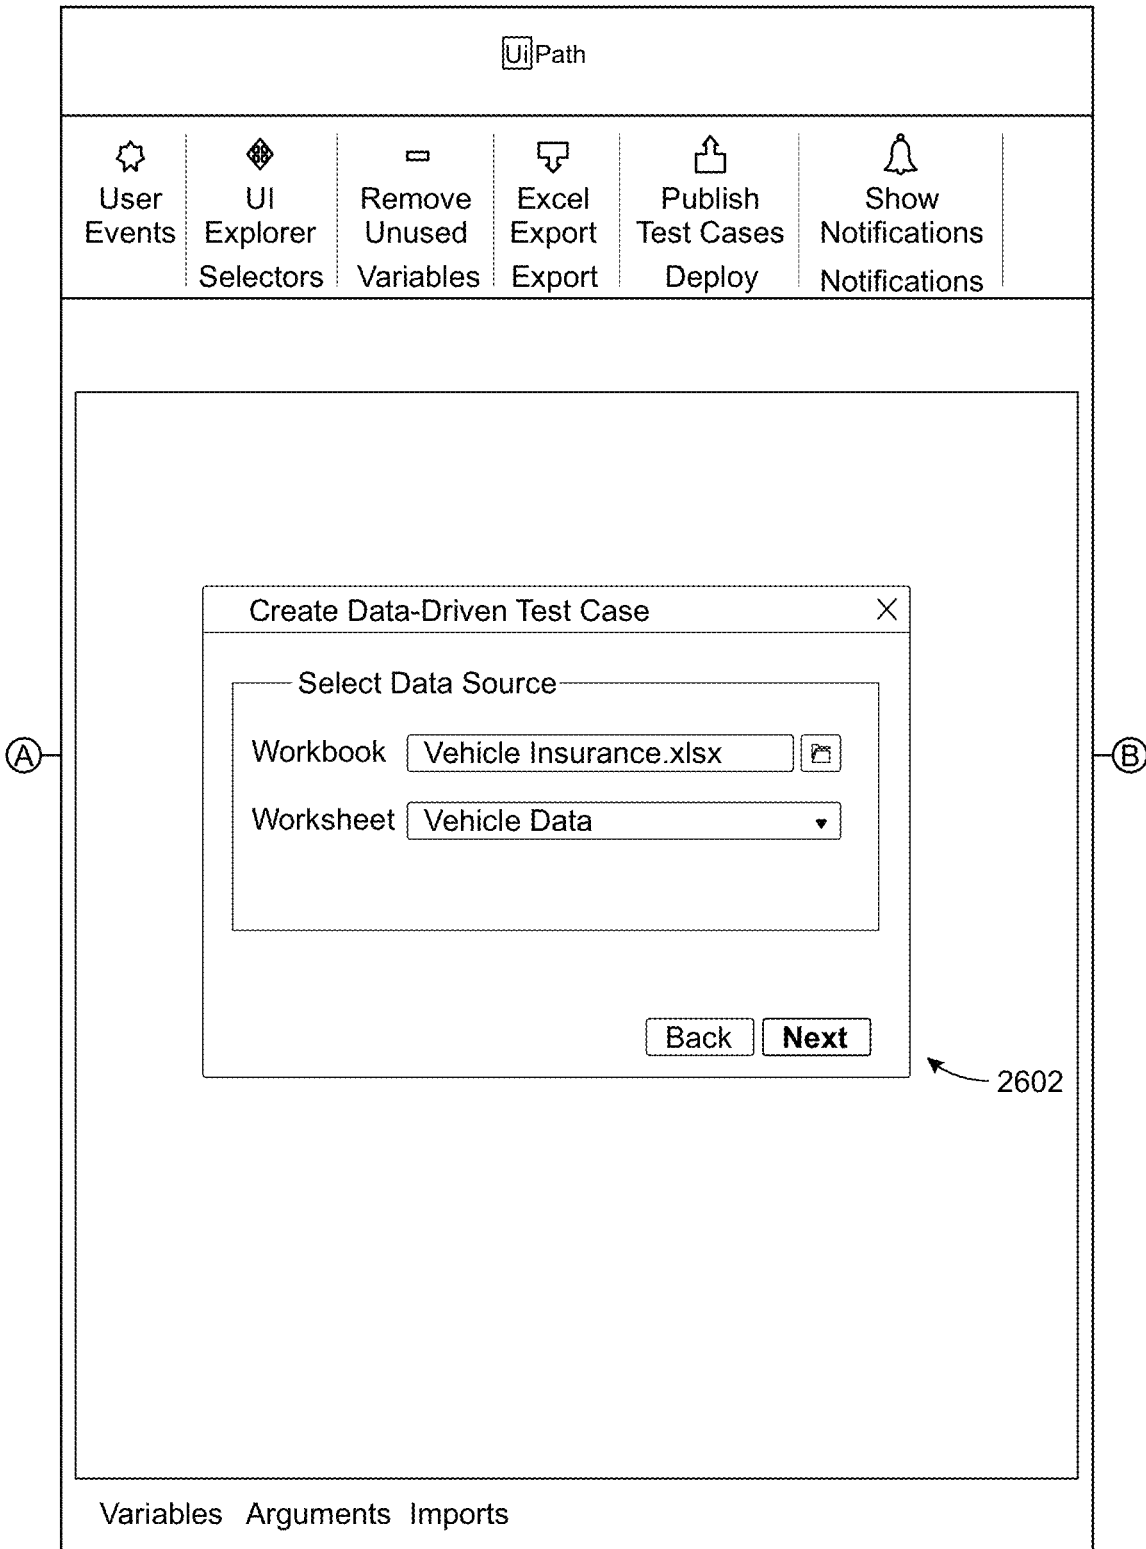 UiPath
User Events
UI Explorer
Selectors
Remove Unused
Variables
Excel Export
Export
Publish Test Cases
Deploy
Show Notifications
Notifications
Create Data-Driven Test Case
Select Data Source
Workbook Vehicle Insurance.xlsx
A
B
Worksheet Vehicle Data
Back Next
2602
Variables Arguments Imports